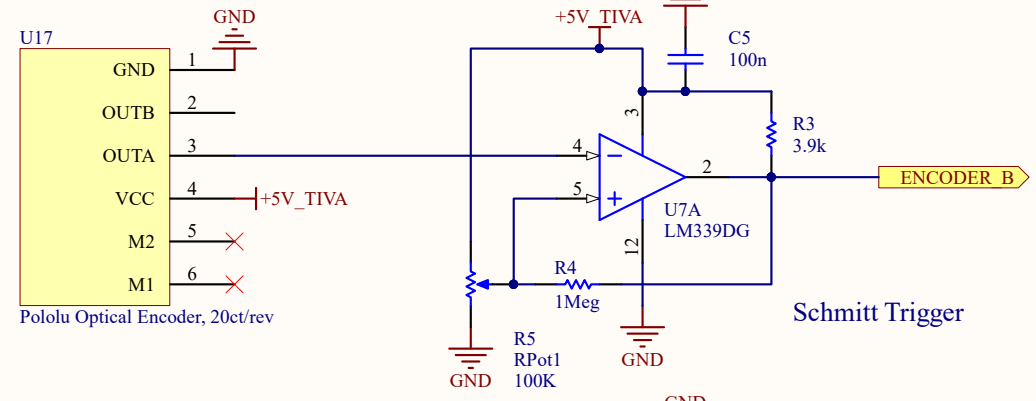 GND
+5V_TIVA
U17
C5
100n
GND
1
OUTB
2
3
R3
3.9k
OUTA
3
4
2
ENCODER_B
VCC
4
+5V_TIVA
5
U7A
LM339DG
M2
5
12
M1
6
R4
1Meg
Pololu Optical Encoder, 20ct/rev
Schmitt Trigger
R5
RPot1
100K
GND
GND
GND